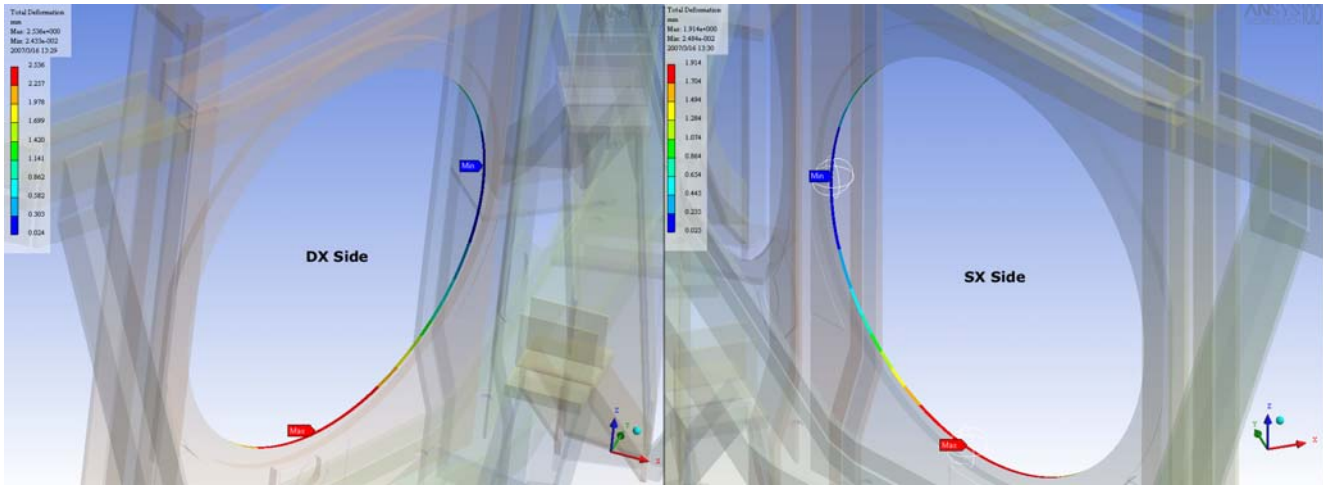 Total Deformation
mm
Max: 2.536e+000
Min: 2.433e-002
2007/3/16 13:29
2.536
2.257
1.978
1.699
1.420
1.141
0.862
0.582
0.303
0.024
Min
DX Side
Max
Z
Y
X
Total Deformation
mm
Max: 1.914e+000
Min: 2.484e-002
2007/3/16 13:30
1.914
1.704
1.494
1.284
1.074
0.864
0.654
0.443
0.233
0.023
Min
SX Side
Max
Z
Y
X